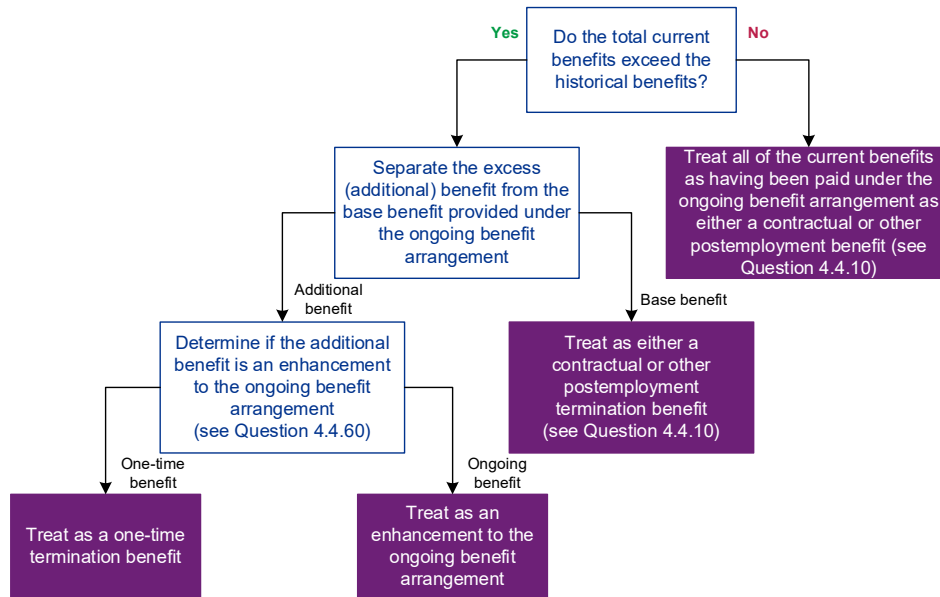 Yes
Do the total current
benefits exceed the
historical benefits?
No
Separate the excess
(additional) benefit from the
base benefit provided under
the ongoing benefit
arrangement
Treat all of the current benefits
as having been paid under the
ongoing benefit arrangement as
either a contractual or other
postemployment benefit (see
Question 4.4.10)
Additional
benefit
Base benefit
Determine if the additional
benefit is an enhancement
to the ongoing benefit
arrangement
(see Question 4.4.60)
Treat as either a
contractual or other
postemployment
termination benefit
(see Question 4.4.10)
One-time
benefit
Ongoing
benefit
Treat as a one-time
termination benefit
Treat as an
enhancement to the
ongoing benefit
arrangement